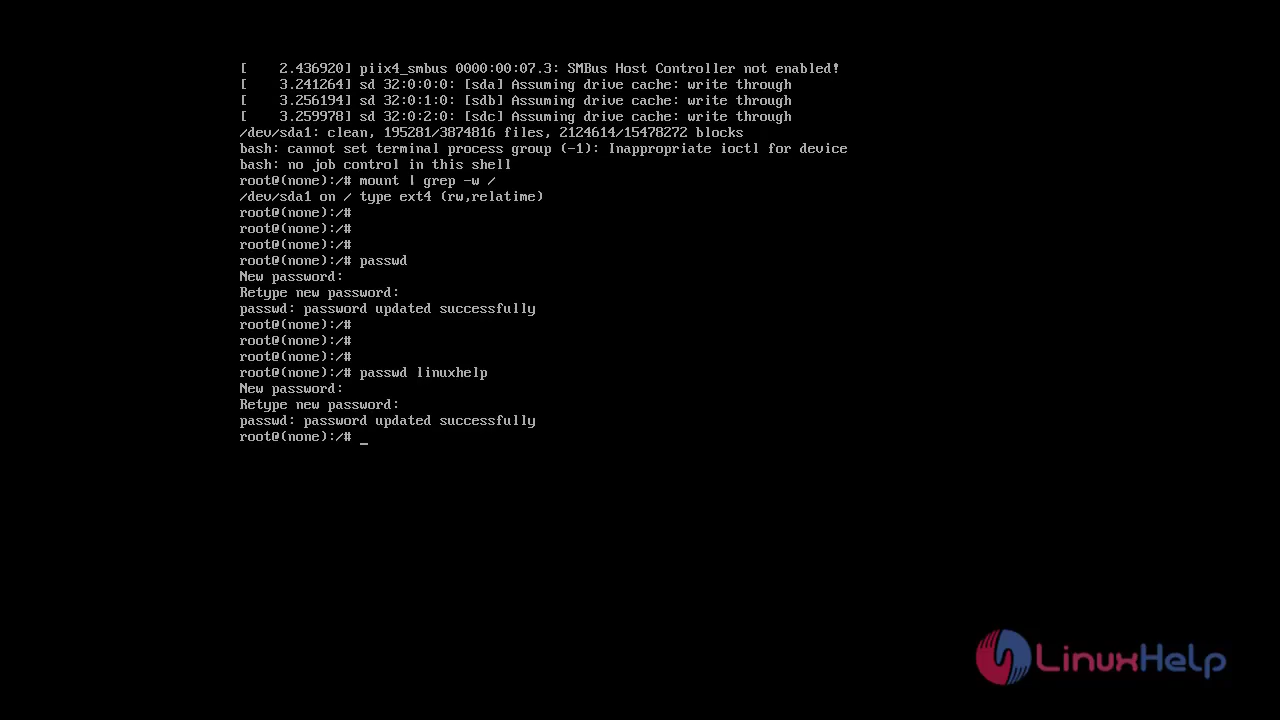 [    2.436920] piix4_smbus 0000:00:07.3: SMBus Host Controller not enabled!
[    3.241264] sd 32:0:0:0: [sda] Assuming drive cache: write through
[    3.256194] sd 32:0:1:0: [sdb] Assuming drive cache: write through
[    3.259978] sd 32:0:2:0: [sdc] Assuming drive cache: write through
/dev/sda1: clean, 195281/3874816 files, 2124614/15478272 blocks
bash: cannot set terminal process group (-1): Inappropriate ioctl for device
bash: no job control in this shell
root@(none):/# mount | grep -w /
/dev/sda1 on / type ext4 (rw,relatime)
root@(none):/#
root@(none):/#
root@(none):/#
root@(none):/# passwd
New password:
Retype new password:
passwd: password updated successfully
root@(none):/#
root@(none):/#
root@(none):/#
root@(none):/# passwd linuxhelp
New password:
Retype new password:
passwd: password updated successfully
root@(none):/# _
LinuxHelp